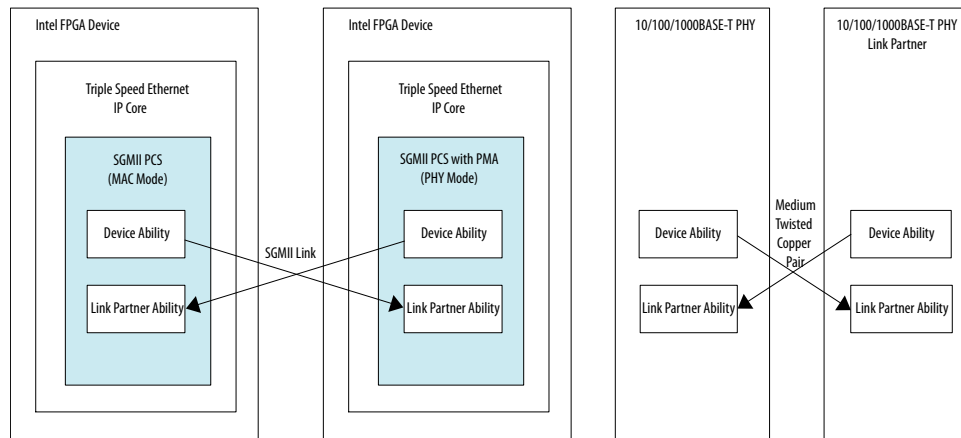 Intel FPGA Device
Triple Speed Ethernet
IP Core
SGMII PCS
(MAC Mode)
Device Ability
Link Partner Ability
SGMII Link
Intel FPGA Device
Triple Speed Ethernet
IP Core
SGMII PCS with PMA
(PHY Mode)
Device Ability
Link Partner Ability
10/100/1000BASE-T PHY
Device Ability
Link Partner Ability
Medium
Twisted
Copper
Pair
10/100/1000BASE-T PHY
Link Partner
Device Ability
Link Partner Ability